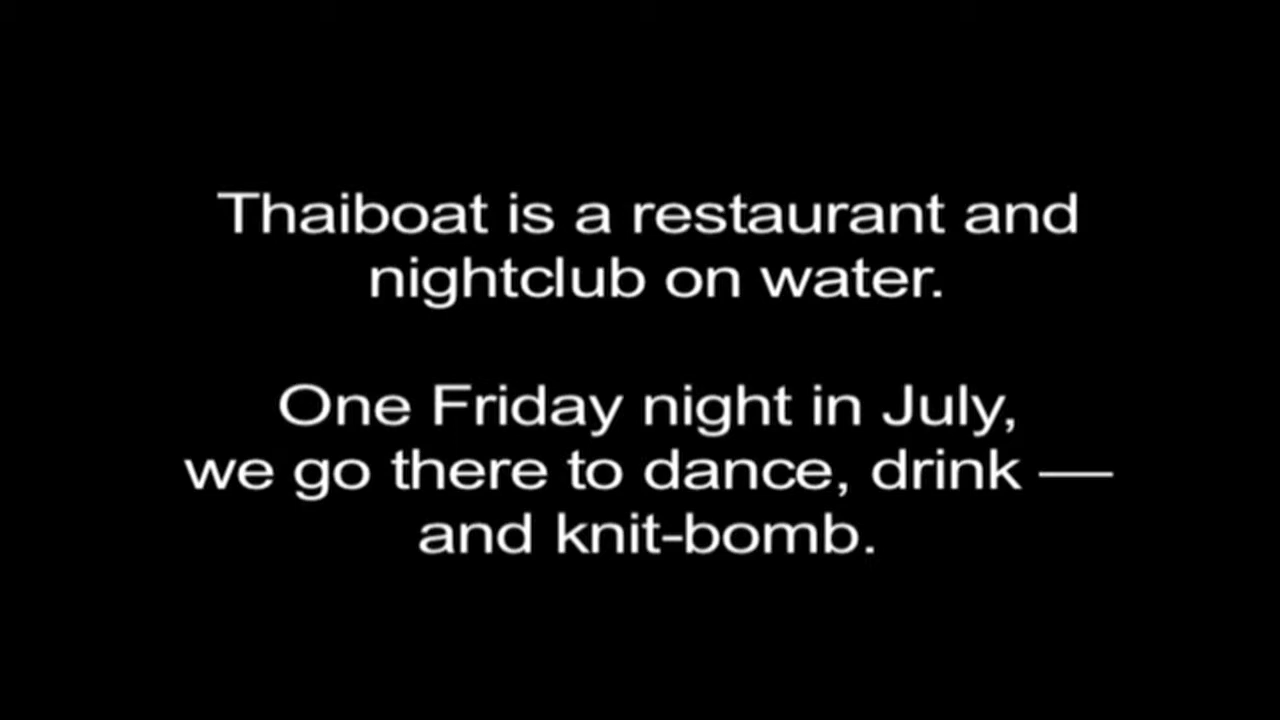 Thaiboat is a restaurant and
nightclub on water.
One Friday night in July,
we go there to dance, drink —
and knit-bomb.